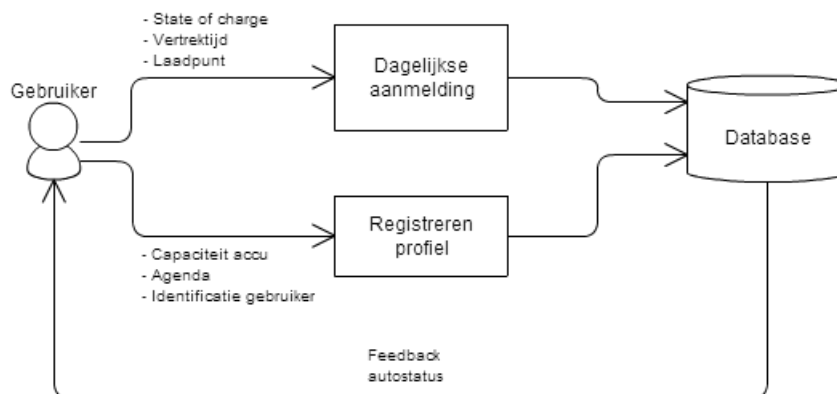 - State of charge
- Vertrektijd
- Laadpunt
Gebruiker
Dagelijkse
aanmelding
Database
Registreren
profiel
- Capaciteit accu
- Agenda
- Identificatie gebruiker
Feedback
autostatus